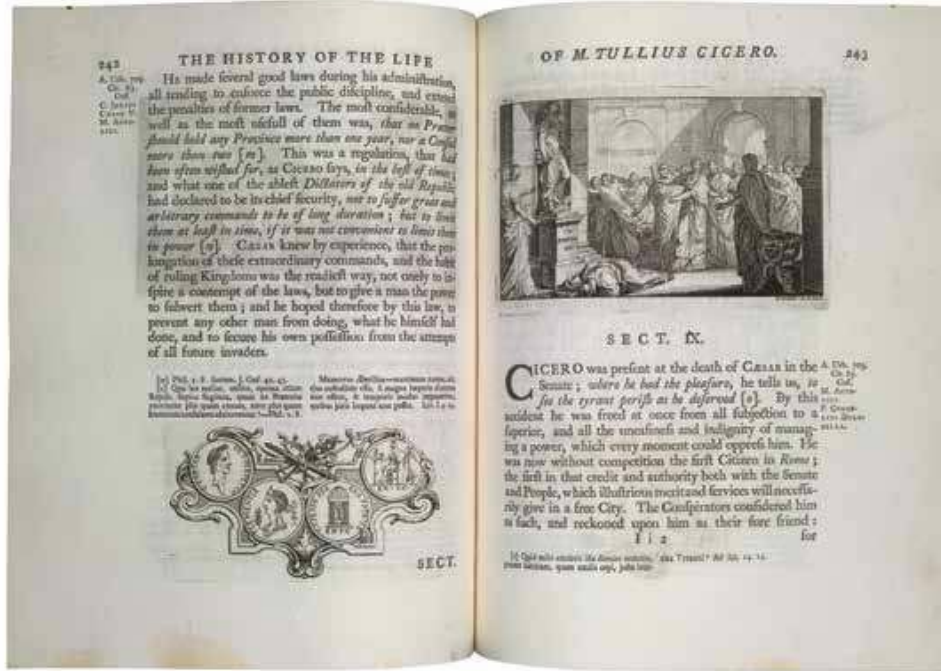 242
THE HISTORY OF THE LIFE
He made ſeveral good laws during his adminiſtration,
all tending to enforce the public diſcipline, and extend
the penalties of former laws. The moſt conſiderable, as
well as the moſt uſefull of them was, that no Prætor
ſhould hold any Province more than one year, nor a Conſul
more than two [m]. This was a regulation, that had
been often wiſhed for, as Cicero ſays, in the beſt of times;
and what one of the ableſt Dictators of the old Republic
had declared to be its chief ſecurity, not to ſuffer great and
arbitrary commands to be of long duration; but to limit
them at leaſt in time, if it was not convenient to limit them
in power [n]. CÆSAR knew by experience, that the pro-
longation of theſe extraordinary commands, and the habit
of ruling Kingdoms was the readieſt way, not onely to in-
ſpire a contempt of the laws, but to give a man the power
to ſubvert them; and he hoped therefore by this law, to
prevent any other man from doing, what he himſelf had
done, and to ſecure his own poſſeſſion from the attempts
of all future invaders.
SECT.
OF M. TULLIUS CICERO.
243
SECT. IX.
CICERO was preſent at the death of CÆSAR in the
Senate; where he had the pleaſure, he tells us, to
ſee the tyrant periſh as he deſerved [o]. By this
accident he was freed at once from all ſubjection to a
ſuperior, and all the uneaſineſs and indignity of manag-
ing a power, which every moment could oppreſs him. He
was now without competition the firſt Citizen in Rome;
the firſt in that credit and authority both with the Senate
and People, which illuſtrious merit and ſervices will neceſſa-
rily give in a free City. The Conſpirators conſidered him
as ſuch, and reckoned upon him as their ſure friend:
I i 2
for